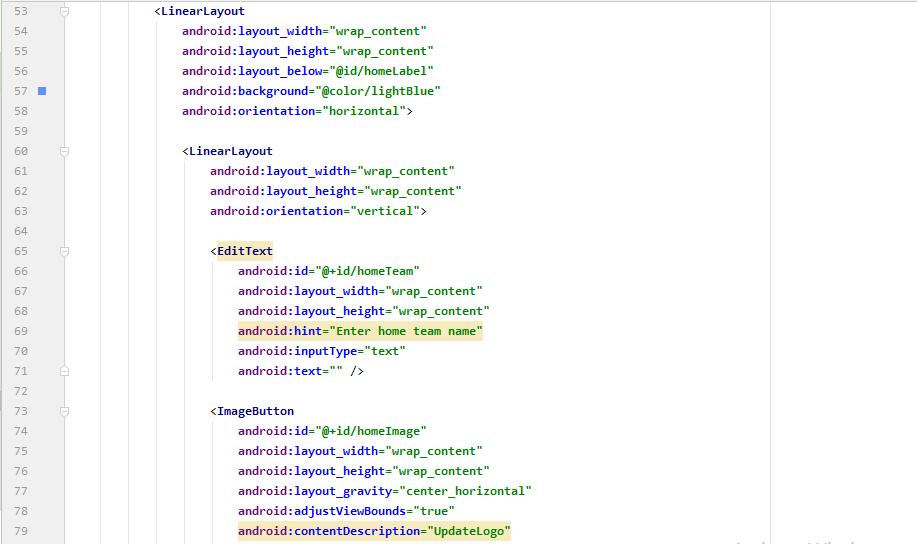 53 <LinearLayout
54 android:layout_width="wrap_content"
55 android:layout_height="wrap_content"
56 android:layout_below="@id/homeLabel"
57 android:background="@color/lightBlue"
58 android:orientation="horizontal">
59
60 <LinearLayout
61 android:layout_width="wrap_content"
62 android:layout_height="wrap_content"
63 android:orientation="vertical">
64
65 <EditText
66 android:id="@+id/homeTeam"
67 android:layout_width="wrap_content"
68 android:layout_height="wrap_content"
69 android:hint="Enter home team name"
70 android:inputType="text"
71 android:text="" />
72
73 <ImageButton
74 android:id="@+id/homeImage"
75 android:layout_width="wrap_content"
76 android:layout_height="wrap_content"
77 android:layout_gravity="center_horizontal"
78 android:adjustViewBounds="true"
79 android:contentDescription="UpdateLogo"